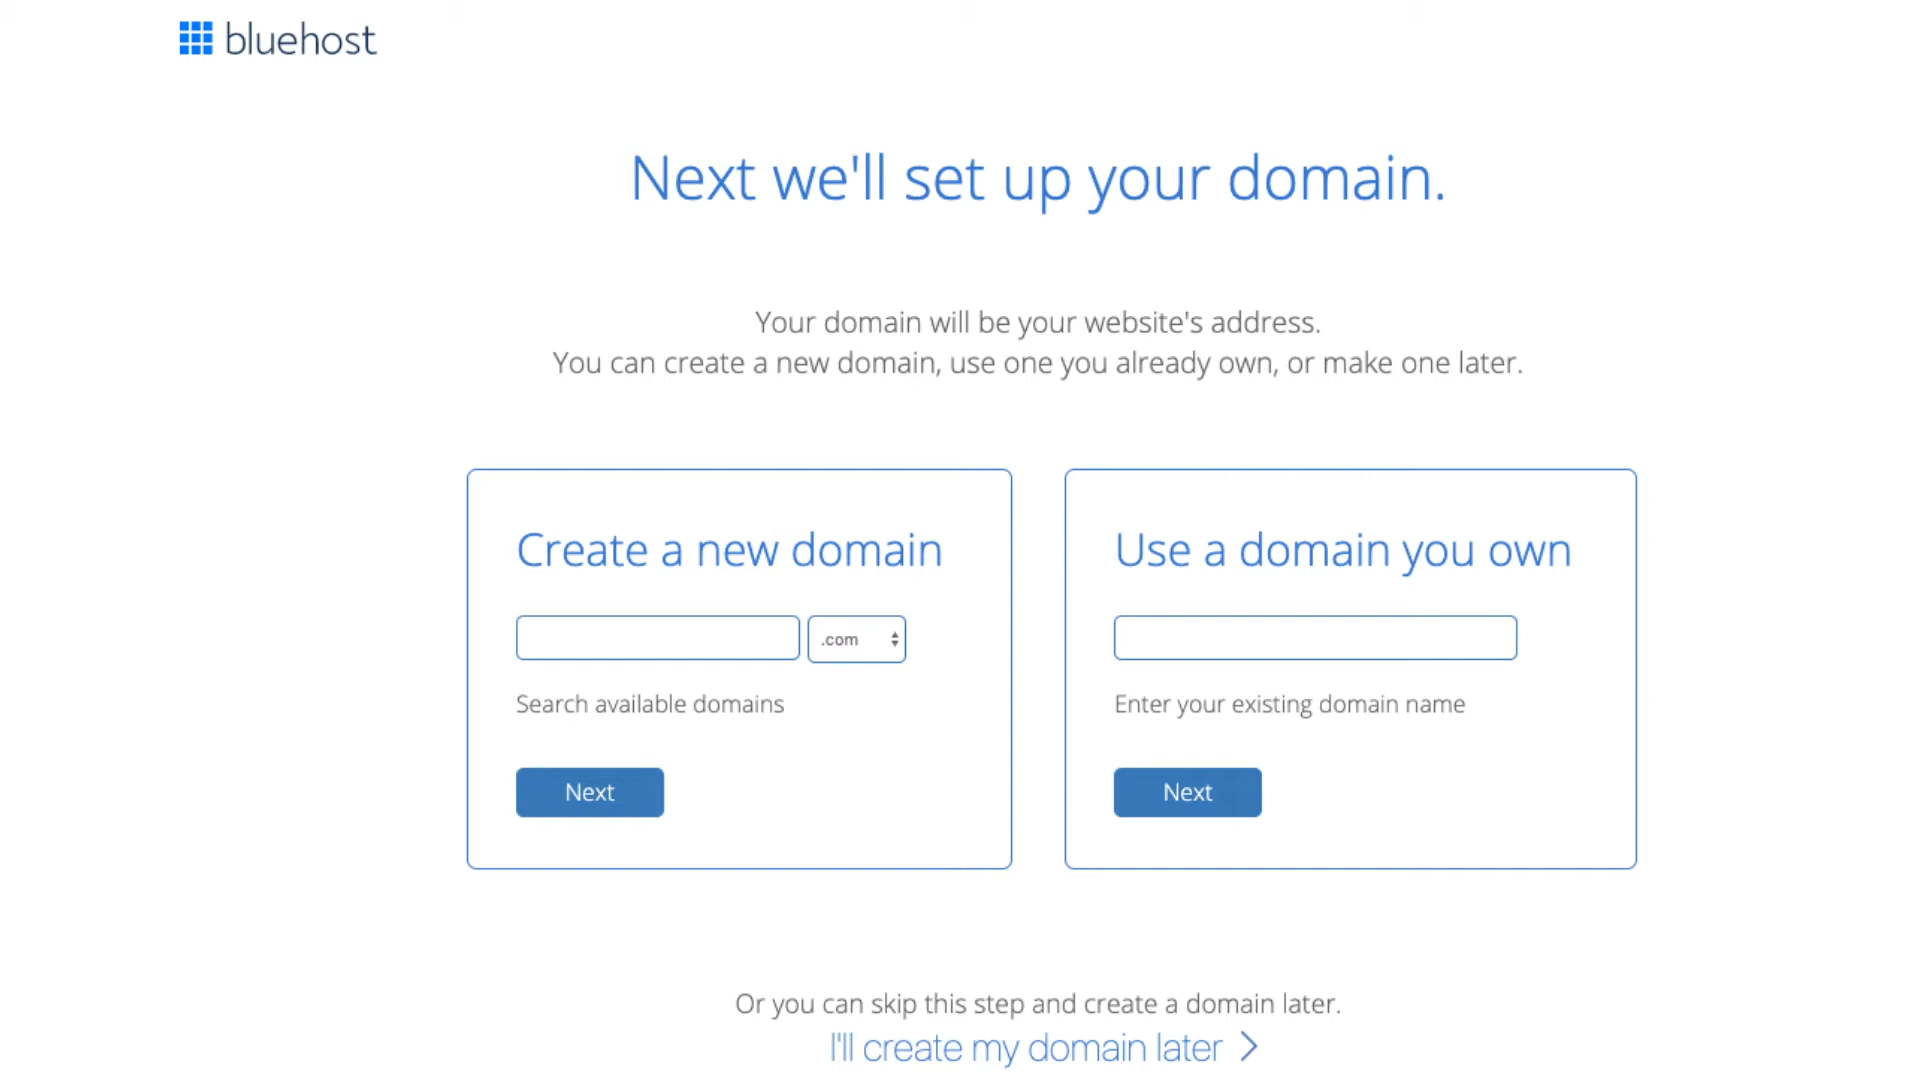 bluehost
Next we'll set up your domain.
Your domain will be your website's address.
You can create a new domain, use one you already own, or make one later.
Create a new domain
.com
Search available domains
Next
Use a domain you own
Enter your existing domain name
Next
Or you can skip this step and create a domain later.
I'll create my domain later